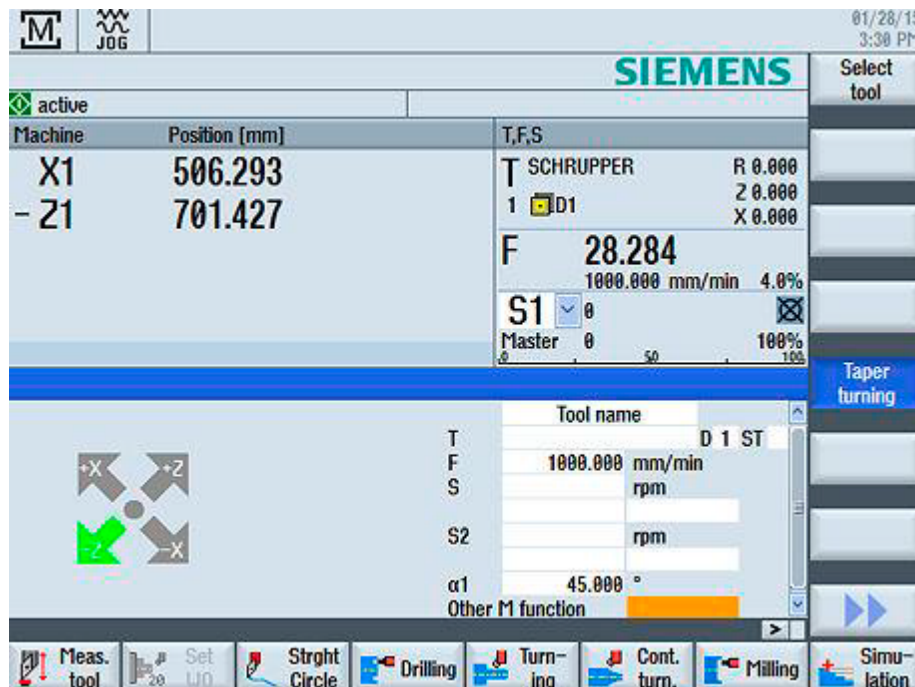 M JOG 01/28/15
3:30 PM
SIEMENS
Select
tool
active
Machine Position [mm] T,F,S
X1 506.293
- Z1 701.427
T SCHRUPPER R 0.000
Z 0.000
1 D1
X 0.000
F 28.284
1000.000 mm/min 4.0%
S1 0
Master 0 100%
0 50 100
Taper
turning
Tool name
T D 1 ST
F 1000.000 mm/min
S rpm
S2 rpm
α1 45.000 °
Other M function
+X +Z
-Z -X
>
Meas.
tool
Set
WO
Strght
Circle
Drilling
Turn-
ing
Cont.
turn.
Milling
Simu-
lation